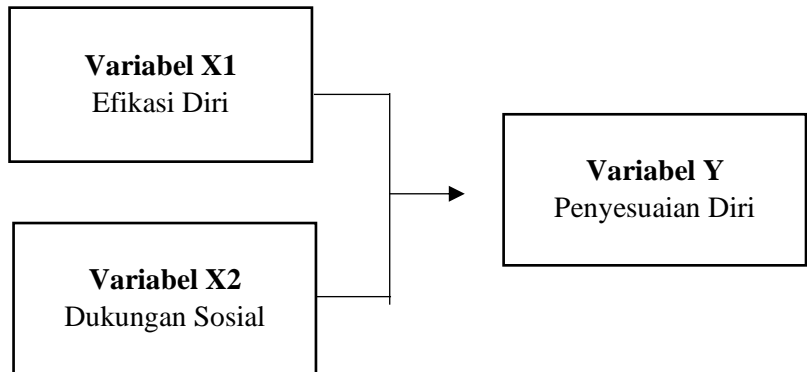 Variabel X1
Efikasi Diri
Variabel Y
Penyesuaian Diri
Variabel X2
Dukungan Sosial